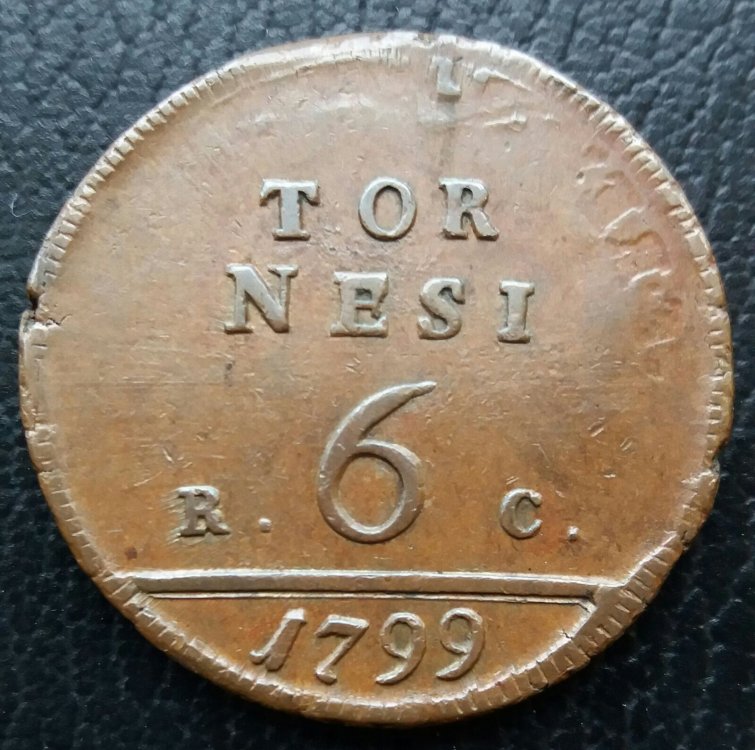 TOR
NESI
6
R. C.
1799